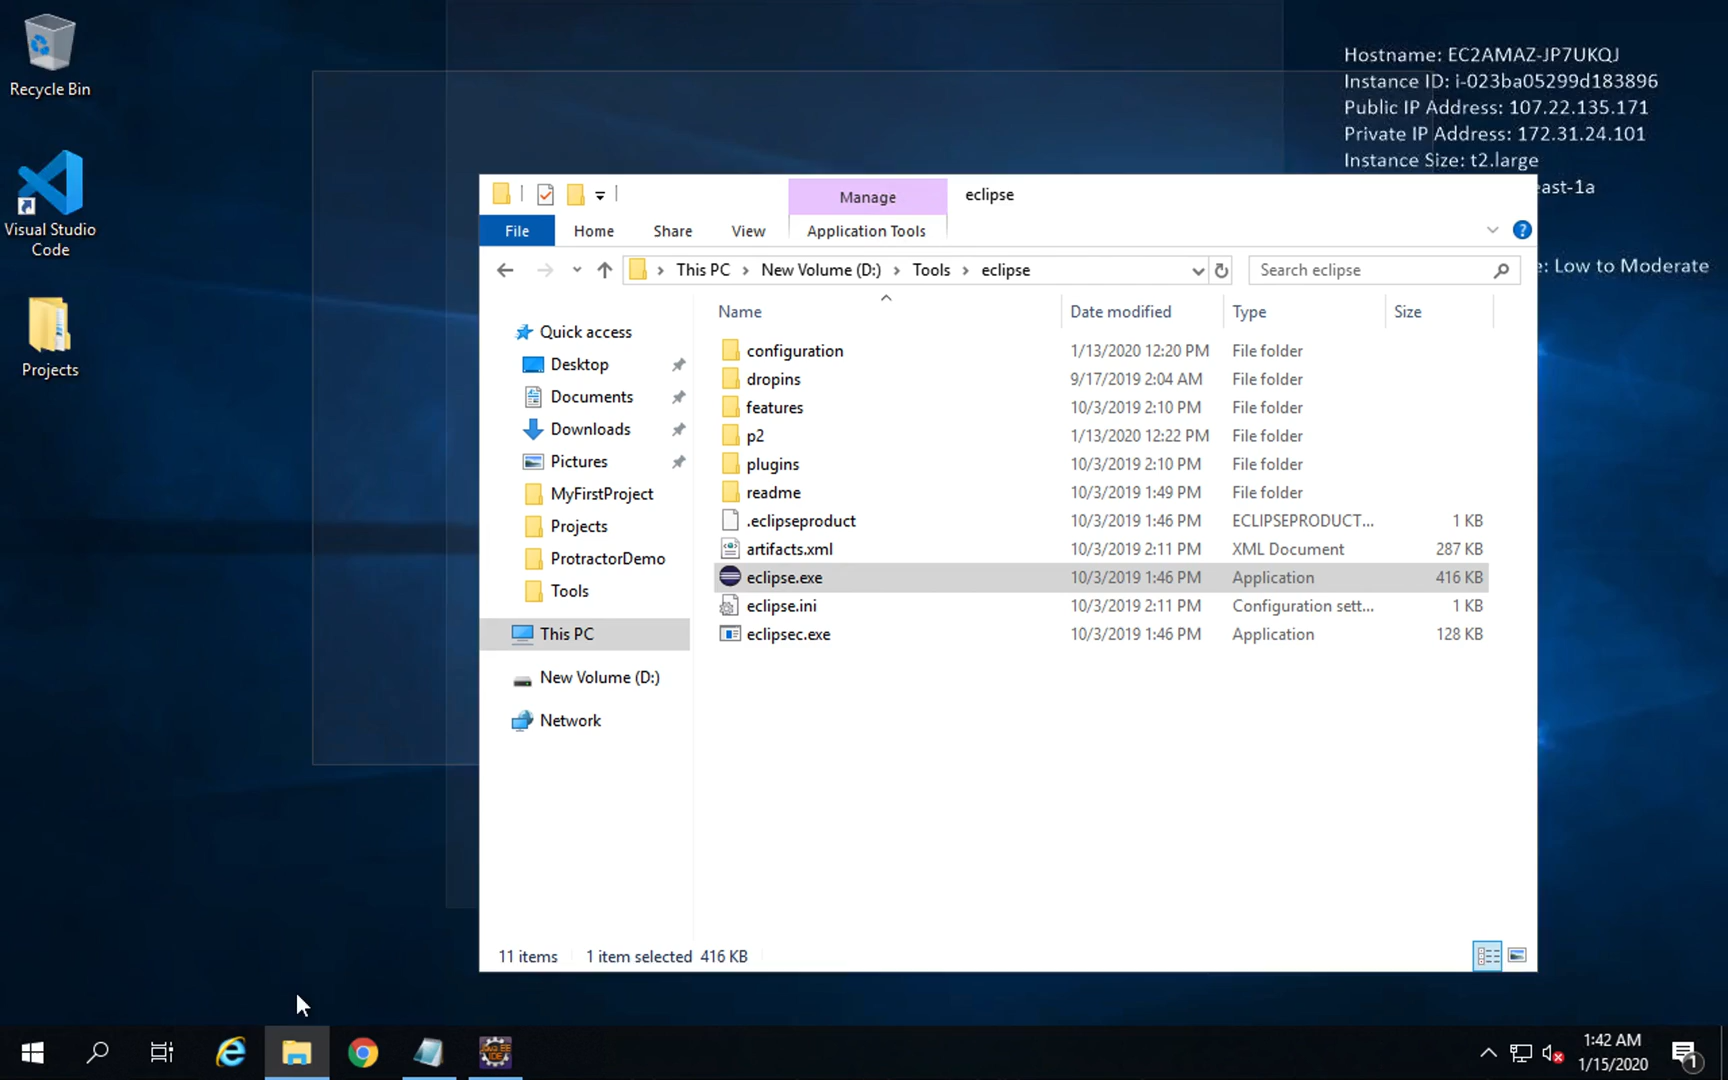 Recycle Bin
Visual Studio
Code
Projects
Hostname: EC2AMAZ-JP7UKQJ
Instance ID: i-023ba05299d183896
Public IP Address: 107.22.135.171
Private IP Address: 172.31.24.101
Instance Size: t2.large
east-1a
e: Low to Moderate
Manage
eclipse
File Home Share View Application Tools
This PC New Volume (D:) Tools eclipse
Search eclipse
Name Date modified Type Size
Quick access
Desktop
Documents
Downloads
Pictures
MyFirstProject
Projects
ProtractorDemo
Tools
This PC
New Volume (D:)
Network
configuration 1/13/2020 12:20 PM File folder
dropins 9/17/2019 2:04 AM File folder
features 10/3/2019 2:10 PM File folder
p2 1/13/2020 12:22 PM File folder
plugins 10/3/2019 2:10 PM File folder
readme 10/3/2019 1:49 PM File folder
.eclipseproduct 10/3/2019 1:46 PM ECLIPSEPRODUCT... 1 KB
artifacts.xml 10/3/2019 2:11 PM XML Document 287 KB
eclipse.exe 10/3/2019 1:46 PM Application 416 KB
eclipse.ini 10/3/2019 2:11 PM Configuration sett... 1 KB
eclipsec.exe 10/3/2019 1:46 PM Application 128 KB
11 items 1 item selected 416 KB
Java EE
IDE
1:42 AM
1/15/2020
1